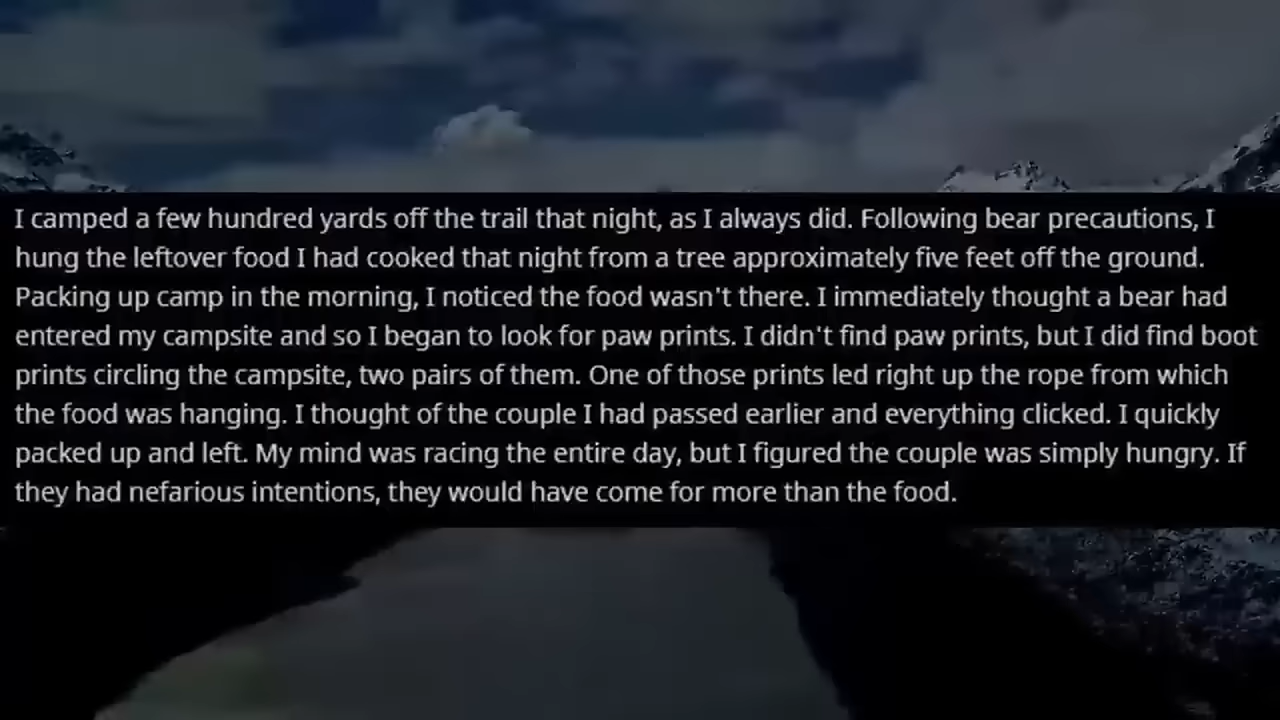 I camped a few hundred yards off the trail that night, as I always did. Following bear precautions, I
hung the leftover food I had cooked that night from a tree approximately five feet off the ground.
Packing up camp in the morning, I noticed the food wasn't there. I immediately thought a bear had
entered my campsite and so I began to look for paw prints. I didn't find paw prints, but I did find boot
prints circling the campsite, two pairs of them. One of those prints led right up the rope from which
the food was hanging. I thought of the couple I had passed earlier and everything clicked. I quickly
packed up and left. My mind was racing the entire day, but I figured the couple was simply hungry. If
they had nefarious intentions, they would have come for more than the food.